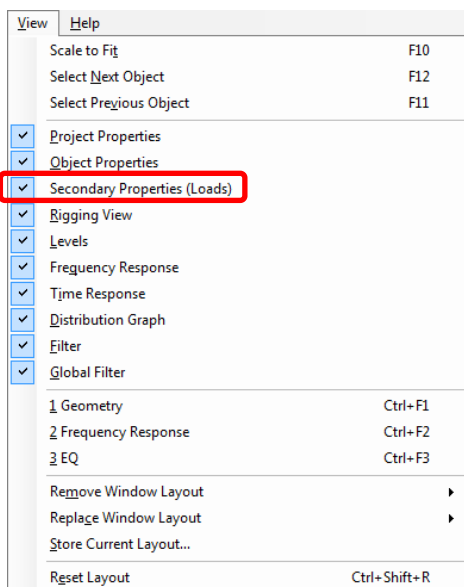 View Help
Scale to Fit F10
Select Next Object F12
Select Previous Object F11
Project Properties
Object Properties
Secondary Properties (Loads)
Rigging View
Levels
Frequency Response
Time Response
Distribution Graph
Filter
Global Filter
1 Geometry Ctrl+F1
2 Frequency Response Ctrl+F2
3 EQ Ctrl+F3
Remove Window Layout
Replace Window Layout
Store Current Layout...
Reset Layout Ctrl+Shift+R